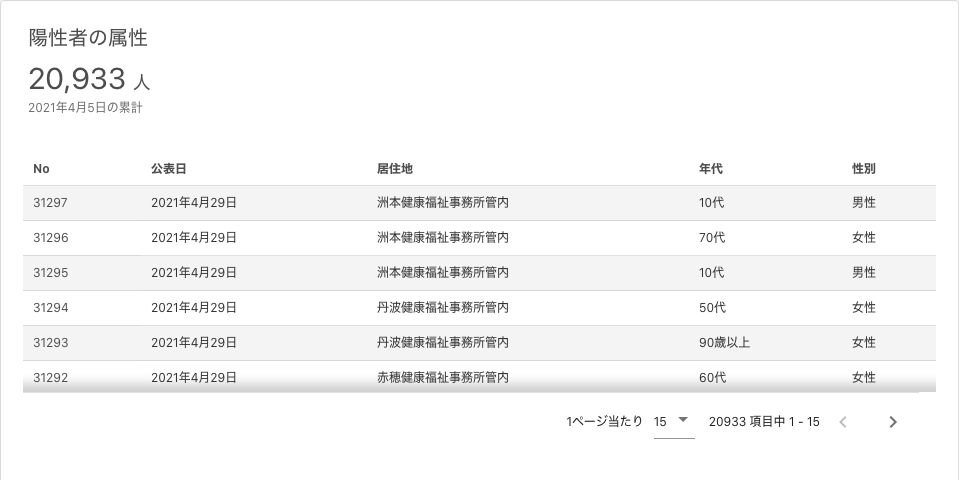 陽性者の属性
20,933 人
2021年4月5日の累計
No 公表日 居住地 年代 性別
31297 2021年4月29日 洲本健康福祉事務所管内 10代 男性
31296 2021年4月29日 洲本健康福祉事務所管内 70代 女性
31295 2021年4月29日 洲本健康福祉事務所管内 10代 男性
31294 2021年4月29日 丹波健康福祉事務所管内 50代 女性
31293 2021年4月29日 丹波健康福祉事務所管内 90歳以上 女性
31292 2021年4月29日 赤穂健康福祉事務所管内 60代 女性
1ページ当たり 15 20933 項目中 1 - 15